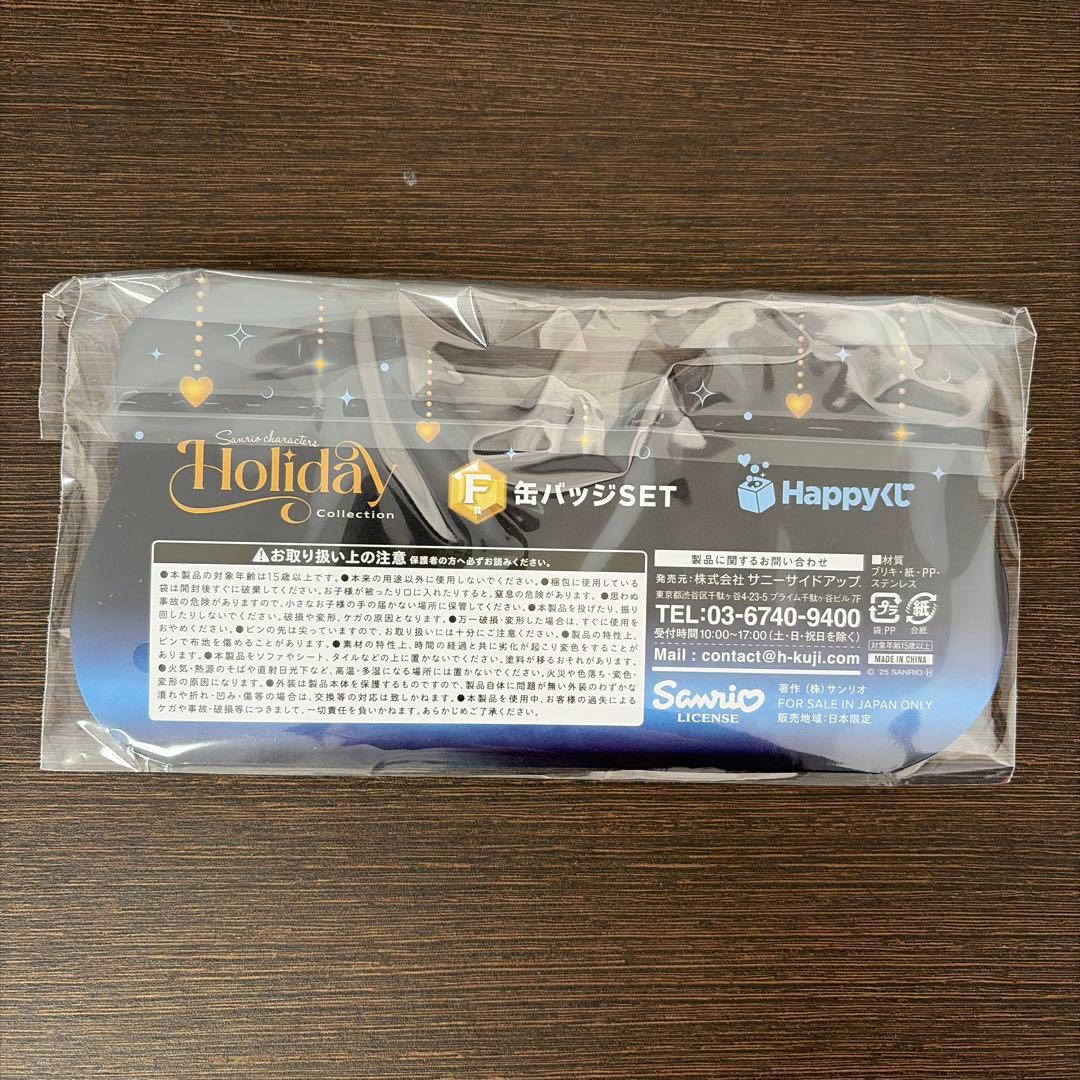 Sanrio characters
Holiday
Collection
F賞
缶バッジSET
Happyくじ
お取り扱い上の注意 保護者の方へ必ずお読みください。
●本製品の対象年齢は15歳以上です。●本来の用途以外に使用しないでください。●梱包に使用している
袋は開封後すぐに破棄してください。お子様が被ったり口に入れたりすると、窒息の危険があります。●思わぬ
事故の危険がありますので、小さなお子様の手の届かない場所に保管してください。●本製品を投げたり、振り
回したりしないでください。破損や変形、ケガの原因となります。●万一破損・変形した場合は、すぐに使用を
おやめください。●ピンの先は尖っていますので、お取り扱いには十分にご注意ください。●製品の特性上、
ピンで布地を傷めることがあります。●素材の特性上、時間の経過と共に劣化が起こり変色をすることが
あります。●本製品をソファやシート、タイルなどの上に置かないでください。塗料が移るおそれがあります。
●火気・熱源のそばや直射日光下など、高温・多湿になる場所には置かないでください。火災や色落ち・変色・
変形の原因になります。●外装は製品本体を保護するものですので、製品自体に問題が無い外装のわずかな
潰れや折れ・凹み・傷等の場合は、交換等の対応は致しかねます。●本製品を使用中、お客様の過失による
ケガや事故・破損等につきまして、一切責任を負いかねます。あらかじめご了承ください。
製品に関するお問い合わせ
発売元:株式会社 サニーサイドアップ
東京都渋谷区千駄ヶ谷4-23-5 プライム千駄ヶ谷ビル 7F
TEL:03-6740-9400
受付時間10:00~17:00(土・日・祝日を除く)
Mail : contact@h-kuji.com
■材質
ブリキ・紙・PP・
ステンレス
プラ
袋:PP
紙
台紙
対象年齢15歳以上
MADE IN CHINA
© '25 SANRIO Ⓗ
Sanrio
LICENSE
著作 (株) サンリオ
FOR SALE IN JAPAN ONLY
販売地域:日本限定